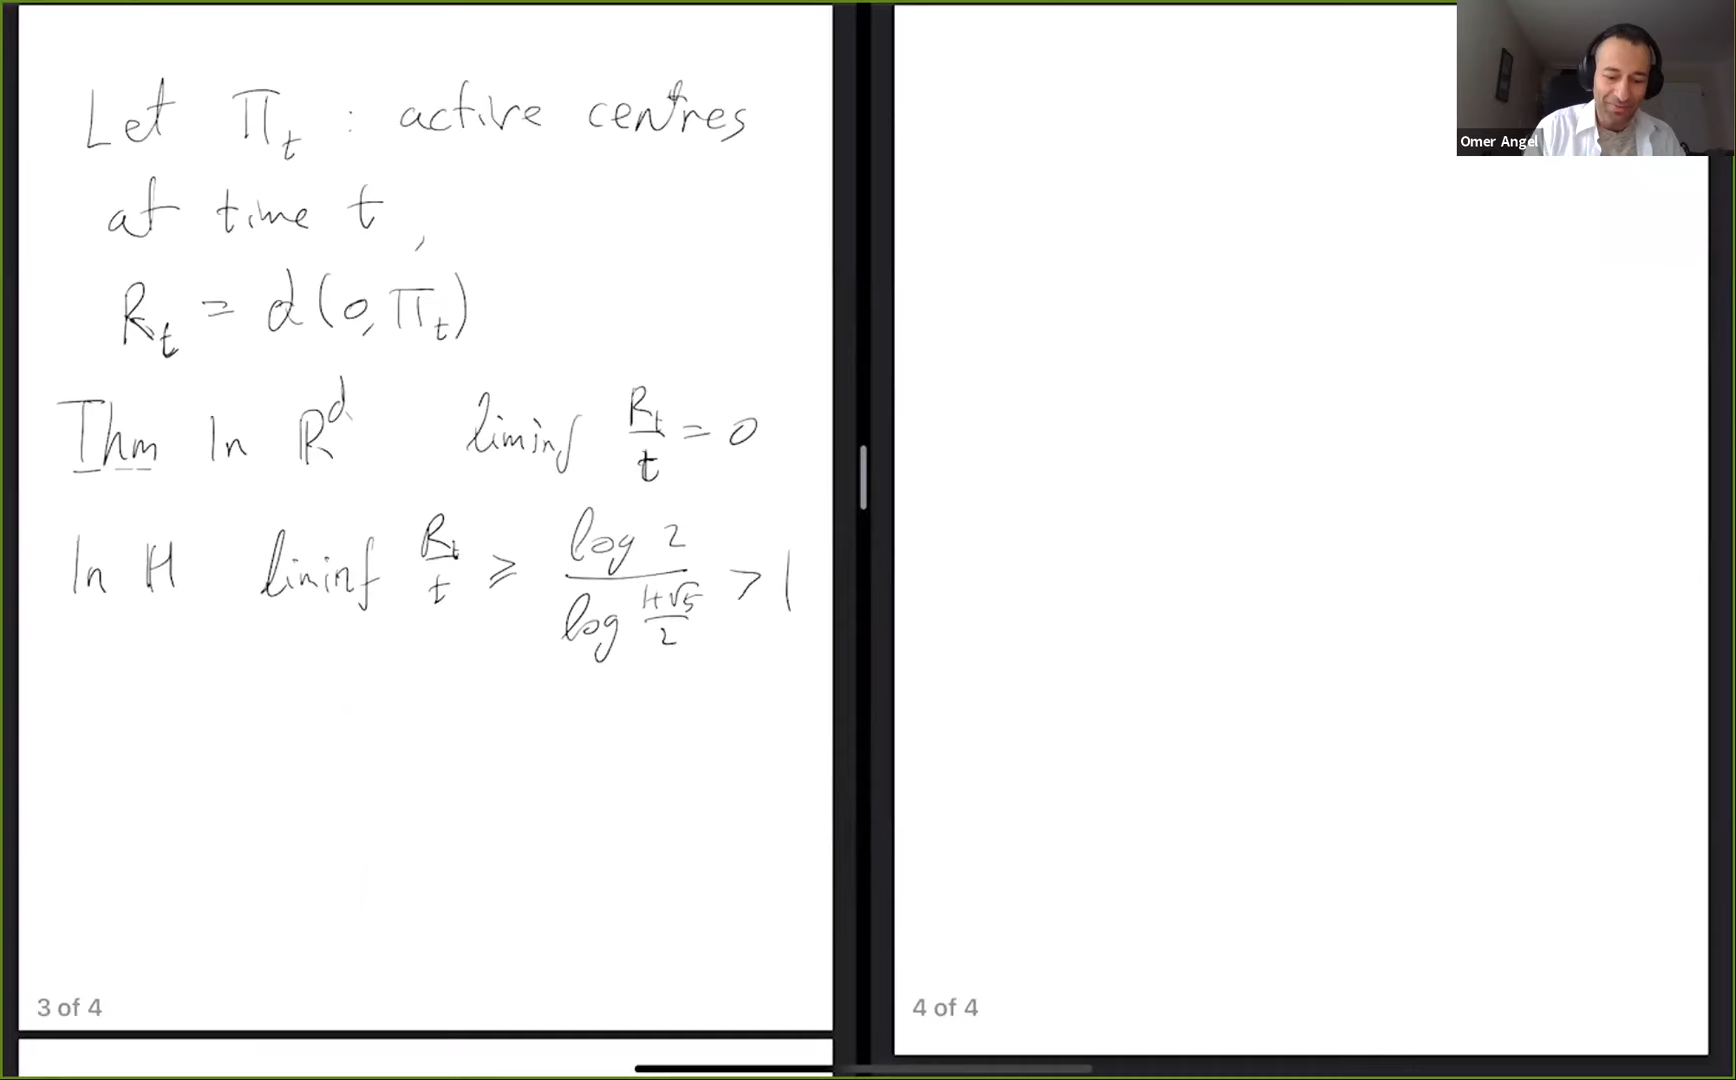 Let Π_t : active centres
at time t,
R_t = d(0, Π_t)
Thm In R^d liminf R_t/t = 0
In H liminf R_t/t ≥ log 2 / log (1+√5)/2 > 1
3 of 4
4 of 4
Omer Angel